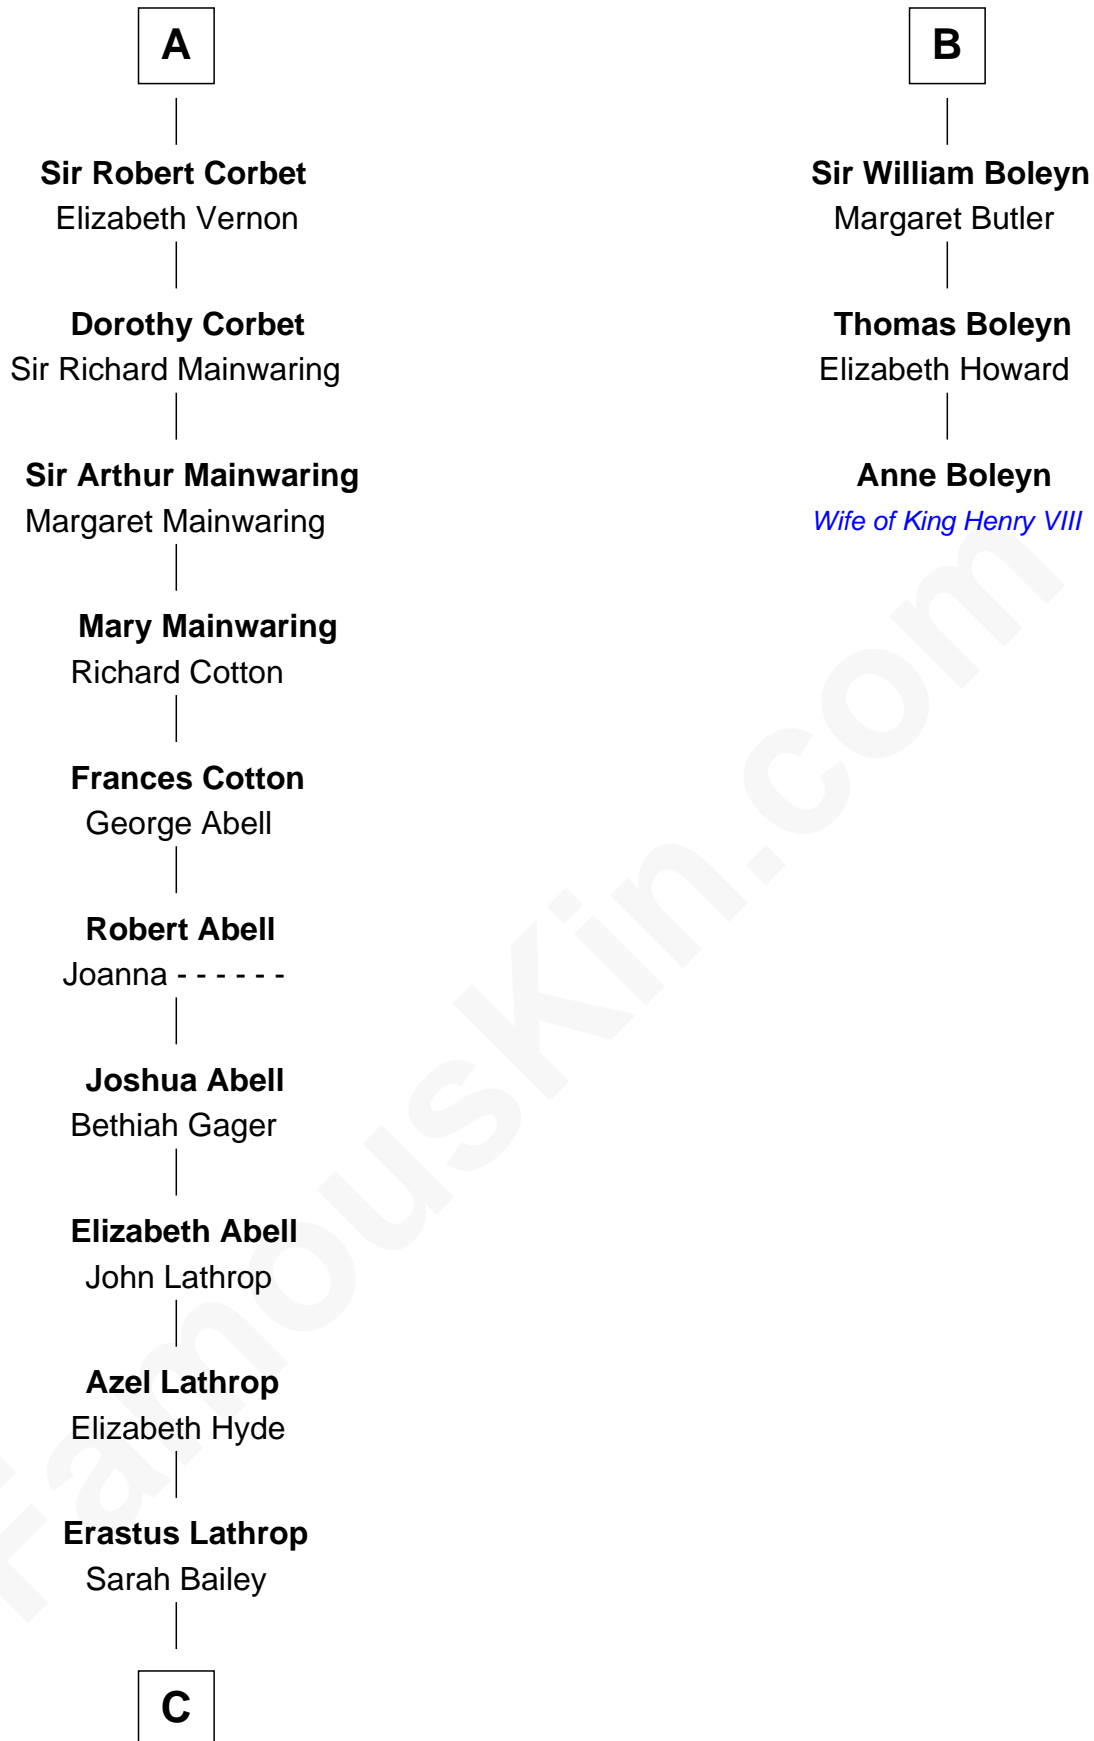 A
Sir Robert Corbet
Elizabeth Vernon
Dorothy Corbet
Sir Richard Mainwaring
Sir Arthur Mainwaring
Margaret Mainwaring
Mary Mainwaring
Richard Cotton
Frances Cotton
George Abell
Robert Abell
Joanna - - - - - -
Joshua Abell
Bethiah Gager
Elizabeth Abell
John Lathrop
Azel Lathrop
Elizabeth Hyde
Erastus Lathrop
Sarah Bailey
C
B
Sir William Boleyn
Margaret Butler
Thomas Boleyn
Elizabeth Howard
Anne Boleyn
Wife of King Henry VIII
FamousKin.com